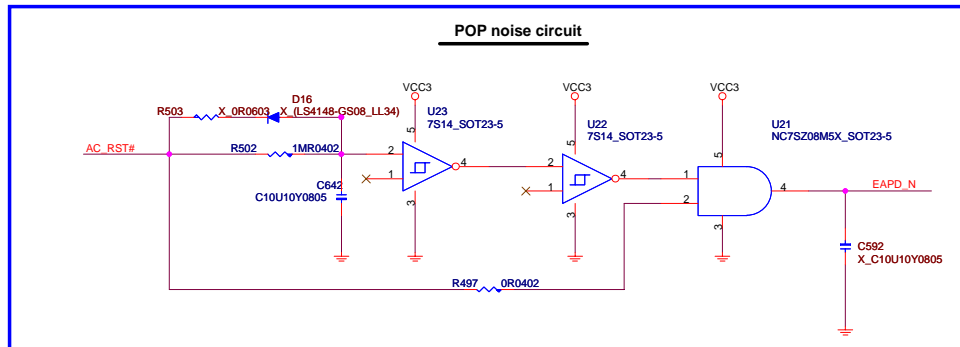 POP noise circuit
VCC3
VCC3
VCC3
D16
R503
X_0R0603
X_(LS4148-GS08_LL34)
U23
7S14_SOT23-5
U22
7S14_SOT23-5
U21
NC7SZ08M5X_SOT23-5
5
5
5
AC_RST#
R502
1MR0402
2
4
2
4
1
4
EAPD_N
1
1
2
C642
C10U10Y0805
3
3
3
C592
X_C10U10Y0805
R497
0R0402